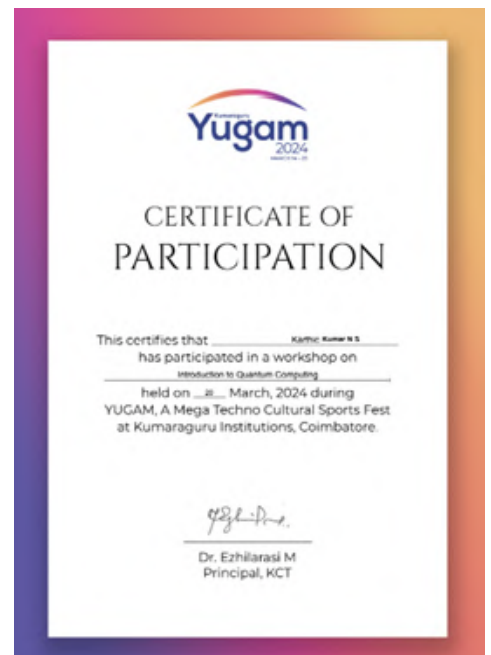 Kumaraguru
Yugam
2024
CERTIFICATE OF
PARTICIPATION
This certifies that Karthic Kumar N S
has participated in a workshop on
Introduction to Quantum Computing
held on March, 2024 during
YUGAM, A Mega Techno Cultural Sports Fest
at Kumaraguru Institutions, Coimbatore.
Dr. Ezhilarasi M
Principal, KCT